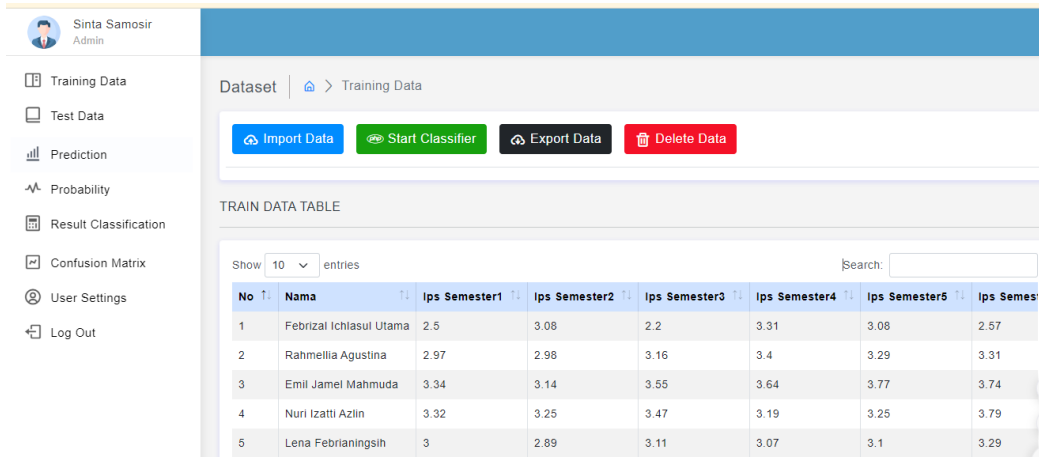 Sinta Samosir
Admin
Training Data
Test Data
Prediction
Probability
Result Classification
Confusion Matrix
User Settings
Log Out
Dataset > Training Data
Import Data Start Classifier Export Data Delete Data
TRAIN DATA TABLE
Show 10 entries Search:
No Nama Ips Semester1 Ips Semester2 Ips Semester3 Ips Semester4 Ips Semester5 Ips Semest
1 Febrizal Ichlasul Utama 2.5 3.08 2.2 3.31 3.08 2.57
2 Rahmellia Agustina 2.97 2.98 3.16 3.4 3.29 3.31
3 Emil Jamel Mahmuda 3.34 3.14 3.55 3.64 3.77 3.74
4 Nuri Izatti Azlin 3.32 3.25 3.47 3.19 3.25 3.79
5 Lena Febrianingsih 3 2.89 3.11 3.07 3.1 3.29